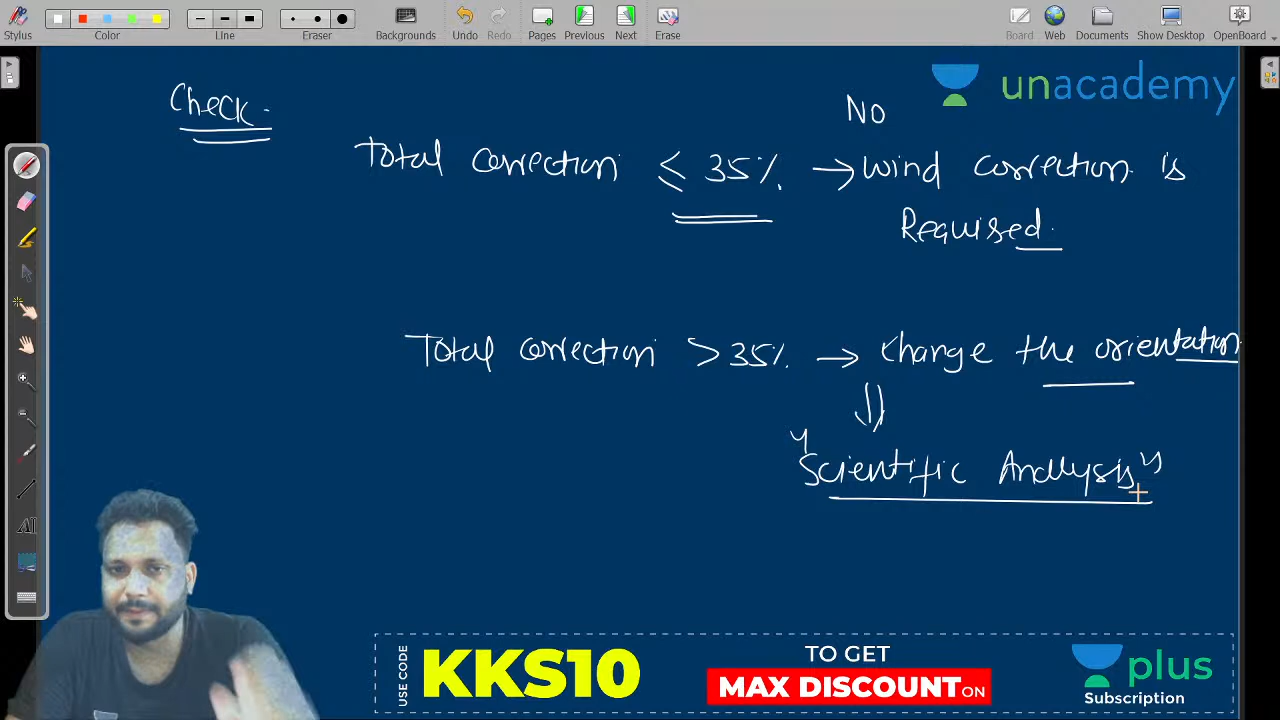 Stylus
Color
Line
Eraser
Backgrounds
Undo
Redo
Pages
Previous
Next
Erase
Board
Web
Documents
Show Desktop
OpenBoard
unacademy
Check.
No
Total correction ≤ 35% → wind correction is
Required.
Total correction > 35% → change the orientation
⇓
"Scientific Analysis"
USE CODE
KKS10
TO GET
MAX DISCOUNT ON
plus
Subscription